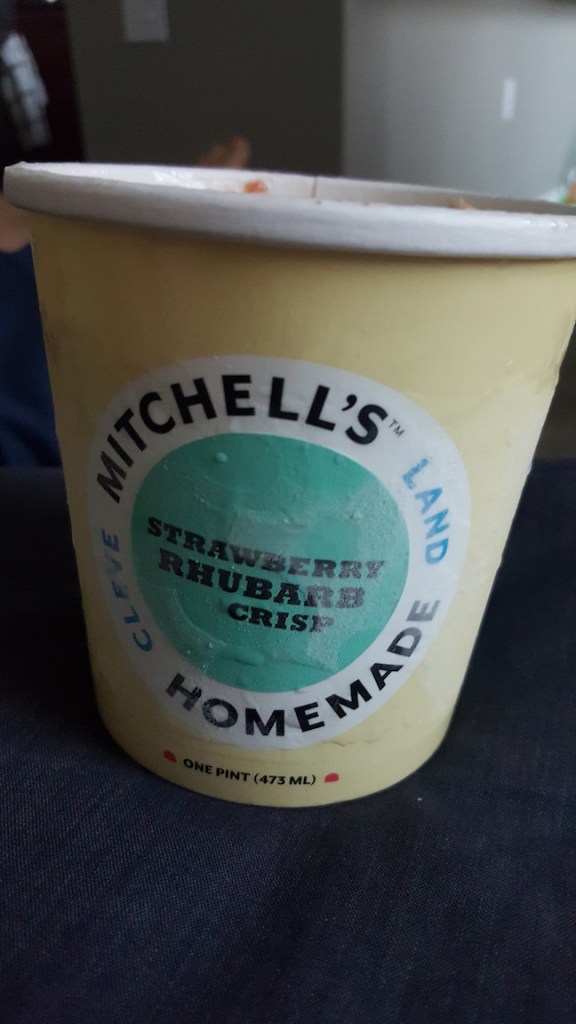 MITCHELL'S™
CLEVE LAND
STRAWBERRY
RHUBARB
CRISP
HOMEMADE
ONE PINT (473 ML)